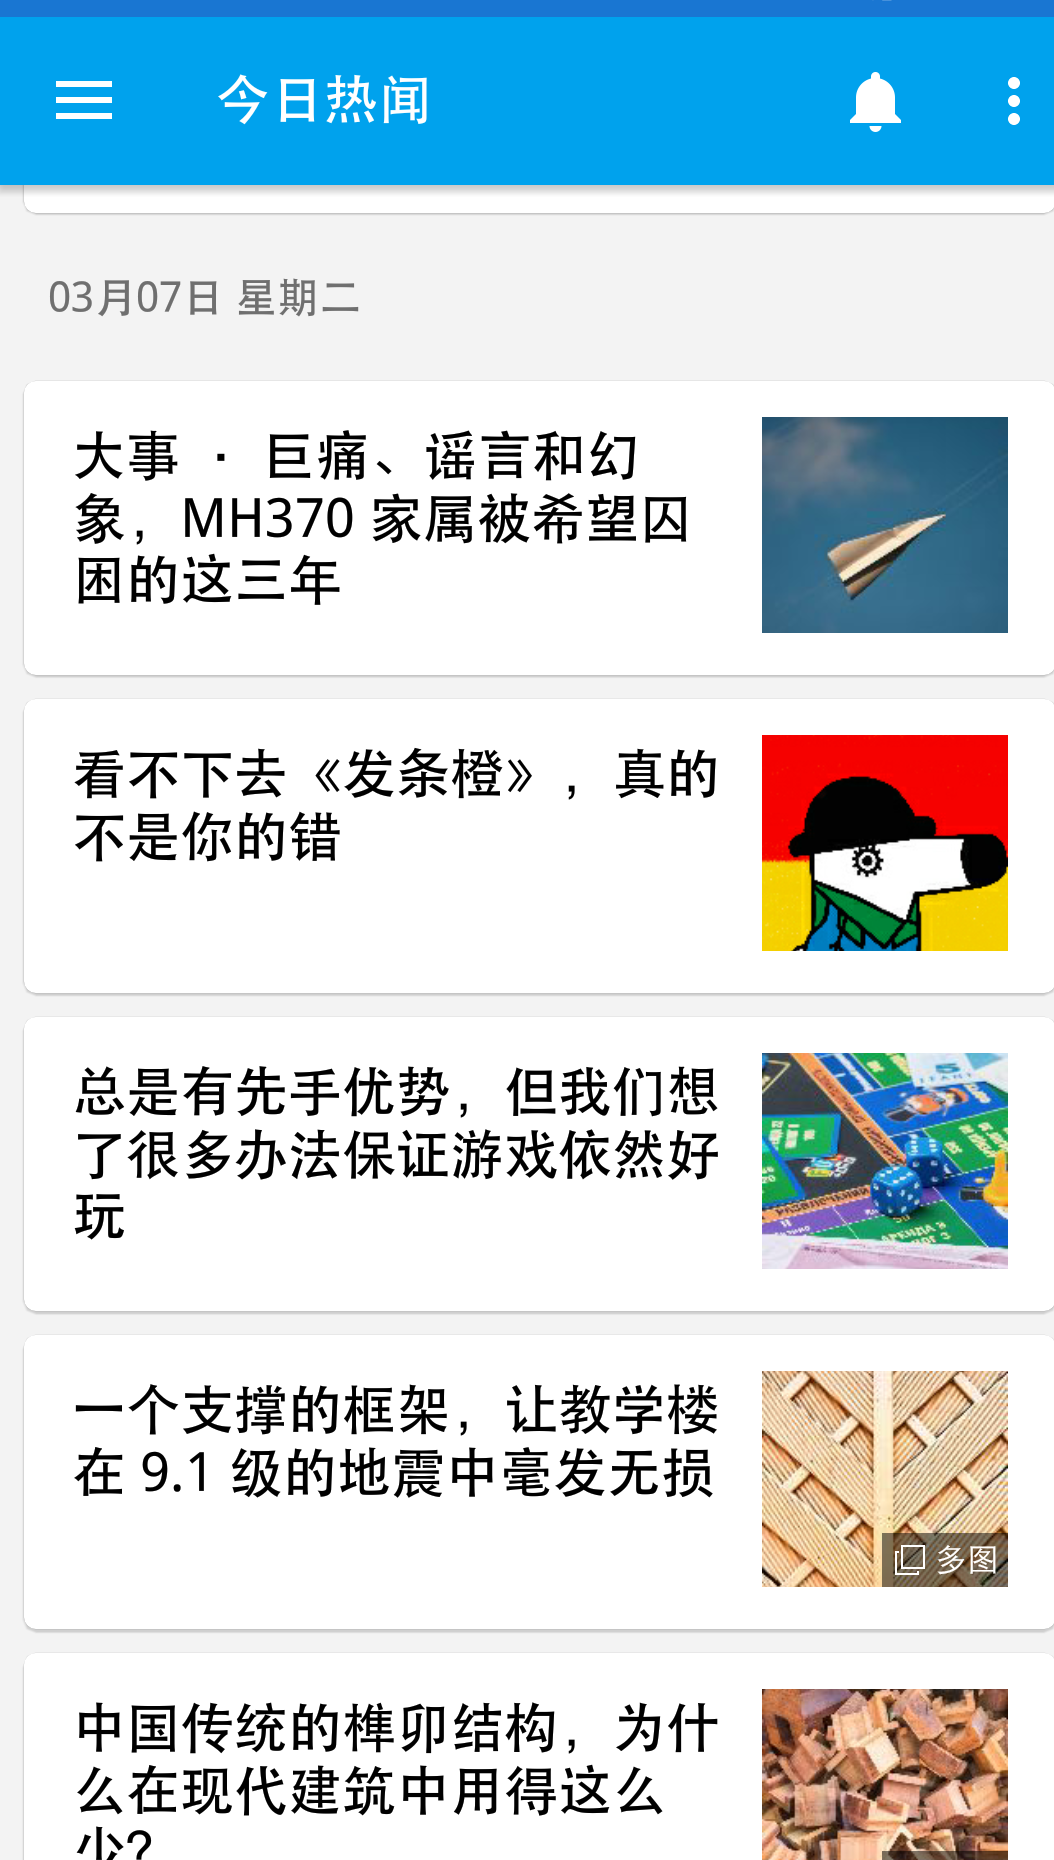 今日热闻
03月07日 星期二
大事 · 巨痛、谣言和幻
象，MH370 家属被希望囚
困的这三年
看不下去《发条橙》，真的
不是你的错
总是有先手优势，但我们想
了很多办法保证游戏依然好
玩
一个支撑的框架，让教学楼
在 9.1 级的地震中毫发无损
多图
中国传统的榫卯结构，为什
么在现代建筑中用得这么
少？